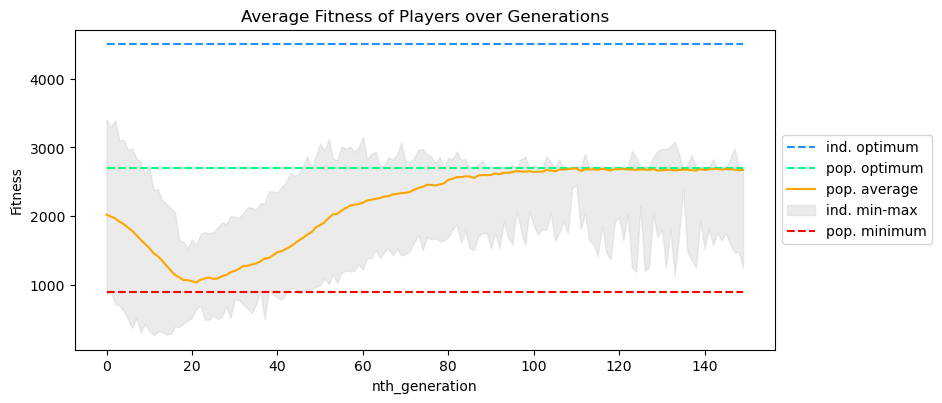 Average Fitness of Players over Generations
Fitness
4000
3000
2000
1000
0
20
40
60
80
100
120
140
nth_generation
ind. optimum
pop. optimum
pop. average
ind. min-max
pop. minimum